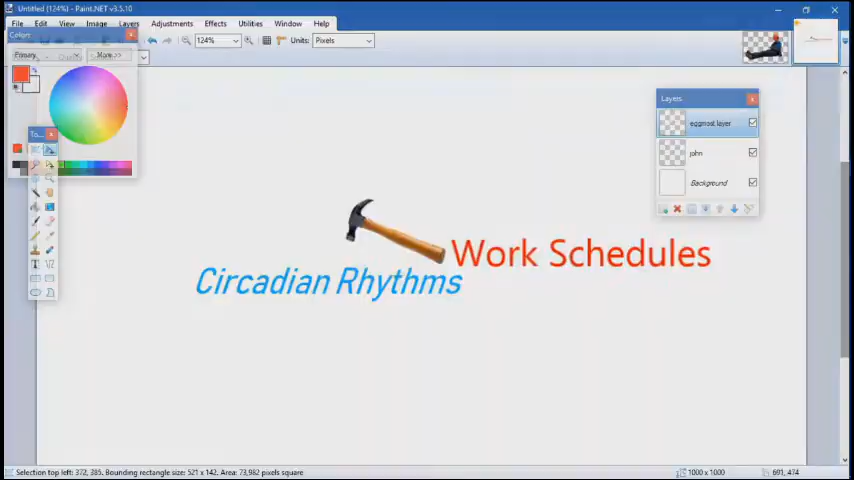 Untitled (124%) - Paint.NET v3.5.10
File Edit View Image Layers Adjustments Effects Utilities Window Help
Colors
124% Units: Pixels
Primary More >>
Layers
To...
eggmost layer
john
Background
Work Schedules
Circadian Rhythms
Selection top left: 372, 385. Bounding rectangle size: 521 x 142. Area: 73,982 pixels square
1000 x 1000
691, 474